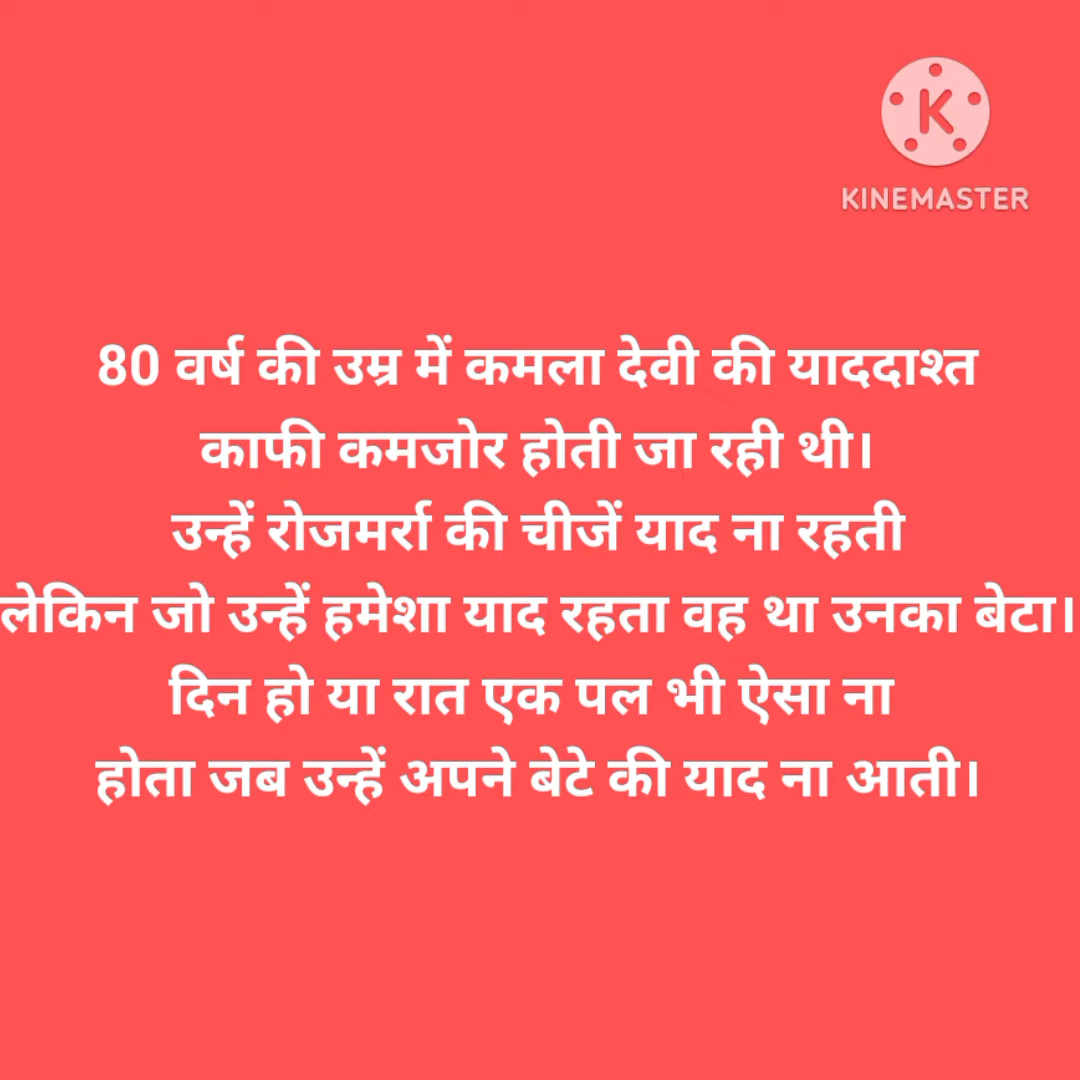 K
KINEMASTER
80 वर्ष की उम्र में कमला देवी की याददाश्त
काफी कमजोर होती जा रही थी।
उन्हें रोजमर्रा की चीजें याद ना रहती
लेकिन जो उन्हें हमेशा याद रहता वह था उनका बेटा।
दिन हो या रात एक पल भी ऐसा ना
होता जब उन्हें अपने बेटे की याद ना आती।